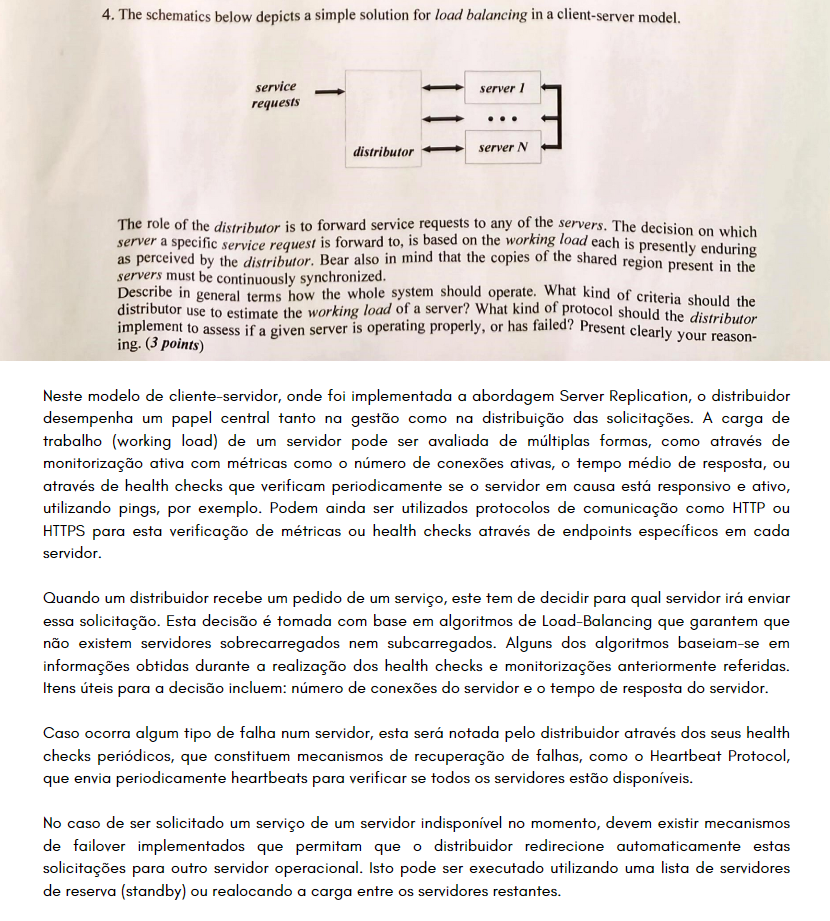 4. The schematics below depicts a simple solution for load balancing in a client-server model.
service
requests
distributor
server 1
• • •
server N
The role of the distributor is to forward service requests to any of the servers. The decision on which
server a specific service request is forward to, is based on the working load each is presently enduring
as perceived by the distributor. Bear also in mind that the copies of the shared region present in the
servers must be continuously synchronized.
Describe in general terms how the whole system should operate. What kind of criteria should the
distributor use to estimate the working load of a server? What kind of protocol should the distributor
implement to assess if a given server is operating properly, or has failed? Present clearly your reason-
ing. (3 points)
Neste modelo de cliente-servidor, onde foi implementada a abordagem Server Replication, o distribuidor
desempenha um papel central tanto na gestão como na distribuição das solicitações. A carga de
trabalho (working load) de um servidor pode ser avaliada de múltiplas formas, como através de
monitorização ativa com métricas como o número de conexões ativas, o tempo médio de resposta, ou
através de health checks que verificam periodicamente se o servidor em causa está responsivo e ativo,
utilizando pings, por exemplo. Podem ainda ser utilizados protocolos de comunicação como HTTP ou
HTTPS para esta verificação de métricas ou health checks através de endpoints específicos em cada
servidor.
Quando um distribuidor recebe um pedido de um serviço, este tem de decidir para qual servidor irá enviar
essa solicitação. Esta decisão é tomada com base em algoritmos de Load-Balancing que garantem que
não existem servidores sobrecarregados nem subcarregados. Alguns dos algoritmos baseiam-se em
informações obtidas durante a realização dos health checks e monitorizações anteriormente referidas.
Itens úteis para a decisão incluem: número de conexões do servidor e o tempo de resposta do servidor.
Caso ocorra algum tipo de falha num servidor, esta será notada pelo distribuidor através dos seus health
checks periódicos, que constituem mecanismos de recuperação de falhas, como o Heartbeat Protocol,
que envia periodicamente heartbeats para verificar se todos os servidores estão disponíveis.
No caso de ser solicitado um serviço de um servidor indisponível no momento, devem existir mecanismos
de failover implementados que permitam que o distribuidor redirecione automaticamente estas
solicitações para outro servidor operacional. Isto pode ser executado utilizando uma lista de servidores
de reserva (standby) ou realocando a carga entre os servidores restantes.